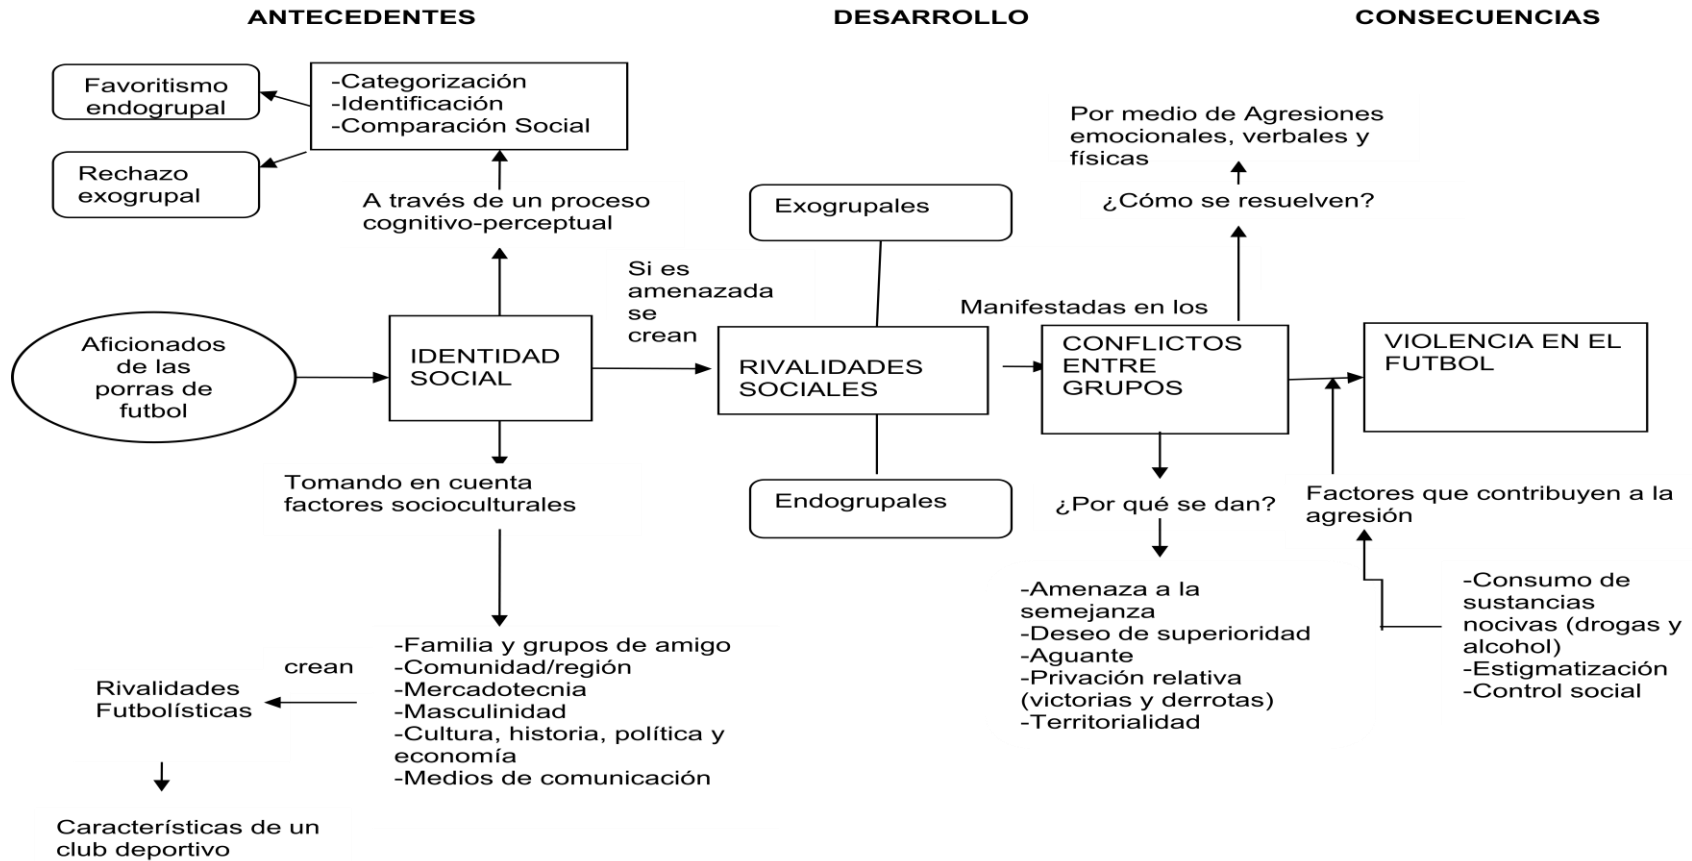 ANTECEDENTES
DESARROLLO
CONSECUENCIAS
Favoritismo
endogrupal
-Categorización
-Identificación
-Comparación Social
Rechazo
exogrupal
A través de un proceso
cognitivo-perceptual
Aficionados
de las
porras de
futbol
IDENTIDAD
SOCIAL
Tomando en cuenta
factores socioculturales
-Familia y grupos de amigo
-Comunidad/región
-Mercadotecnia
-Masculinidad
-Cultura, historia, política y
economía
-Medios de comunicación
crean
Rivalidades
Futbolísticas
Características de un
club deportivo
Si es
amenazada
se
crean
Exogrupales
RIVALIDADES
SOCIALES
Endogrupales
Manifestadas en los
Por medio de Agresiones
emocionales, verbales y
físicas
¿Cómo se resuelven?
CONFLICTOS
ENTRE
GRUPOS
¿Por qué se dan?
-Amenaza a la
semejanza
-Deseo de superioridad
-Aguante
-Privación relativa
(victorias y derrotas)
-Territorialidad
VIOLENCIA EN EL
FUTBOL
Factores que contribuyen a la
agresión
-Consumo de
sustancias
nocivas (drogas y
alcohol)
-Estigmatización
-Control social